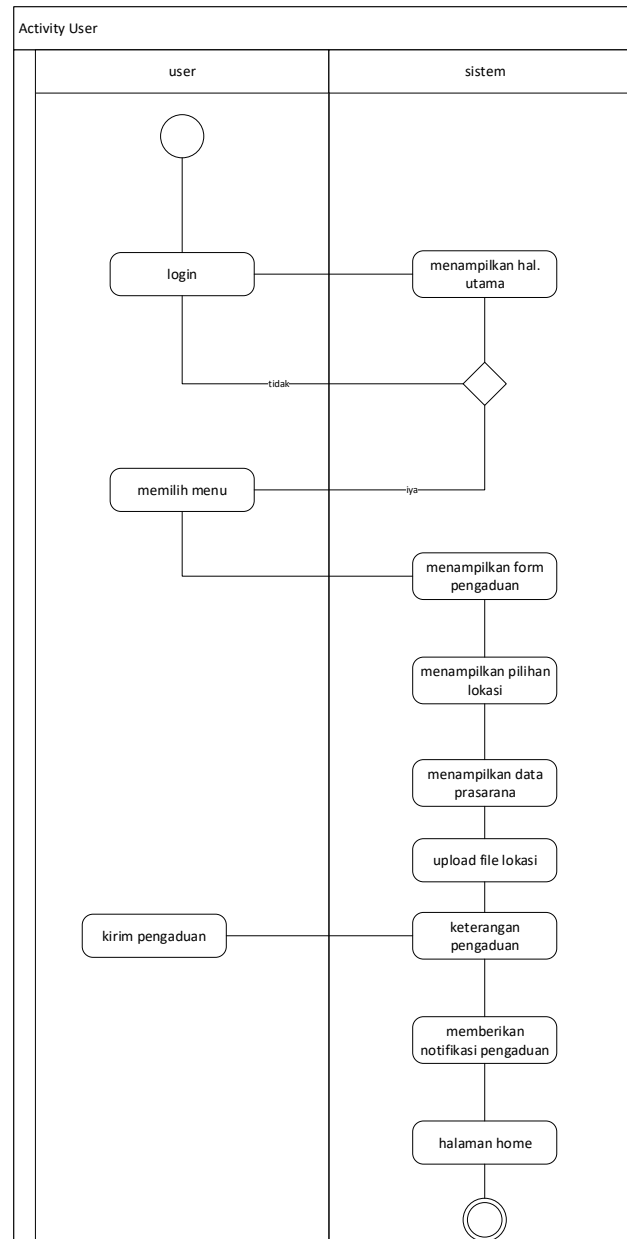 Activity User
user
sistem
login
menampilkan hal.
utama
tidak
memilih menu
iya
menampilkan form
pengaduan
menampilkan pilihan
lokasi
menampilkan data
prasarana
upload file lokasi
kirim pengaduan
keterangan
pengaduan
memberikan
notifikasi pengaduan
halaman home